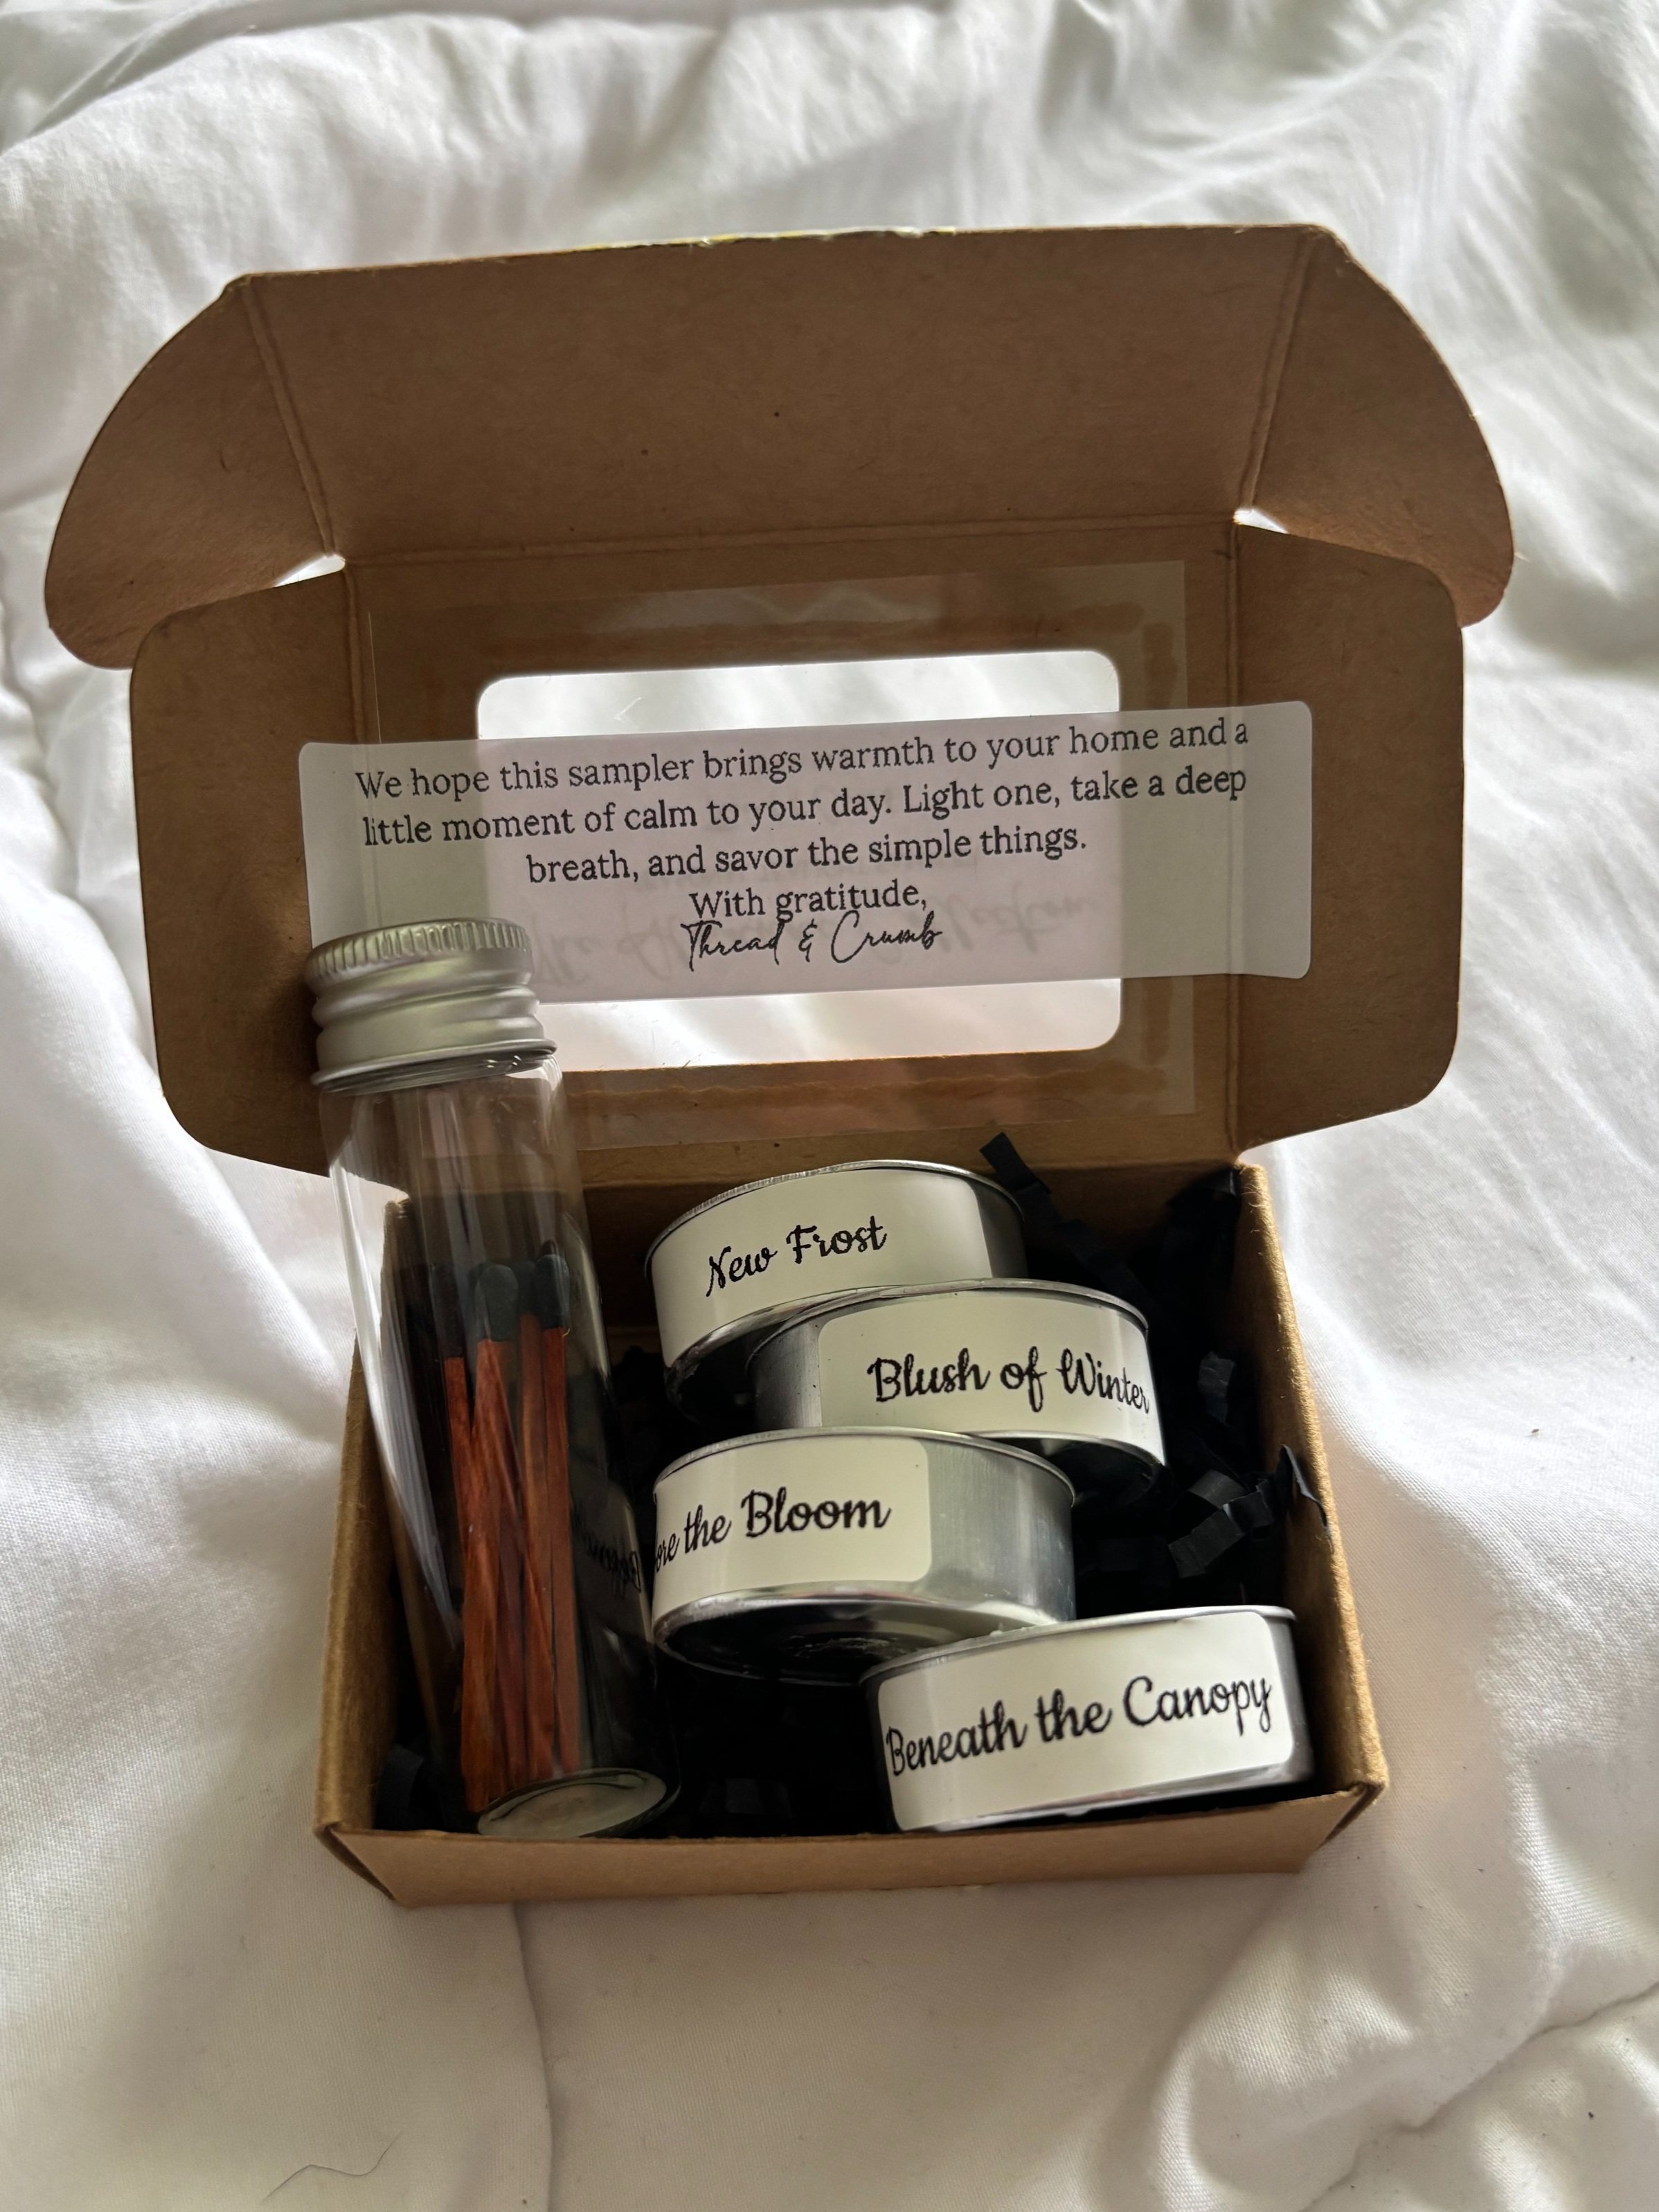 We hope this sampler brings warmth to your home and a
little moment of calm to your day. Light one, take a deep
breath, and savor the simple things.
With gratitude,
Thread & Crumb
New Frost
Blush of Winter
the Bloom
Beneath the Canopy